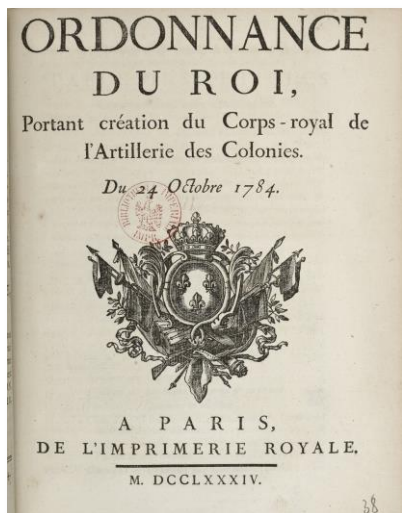 ORDONNANCE
DU ROI,
Portant création du Corps-royal de
l'Artillerie des Colonies.
Du 24 Octobre 1784.
A PARIS,
DE L'IMPRIMERIE ROYALE.
M. DCCLXXXIV.
38